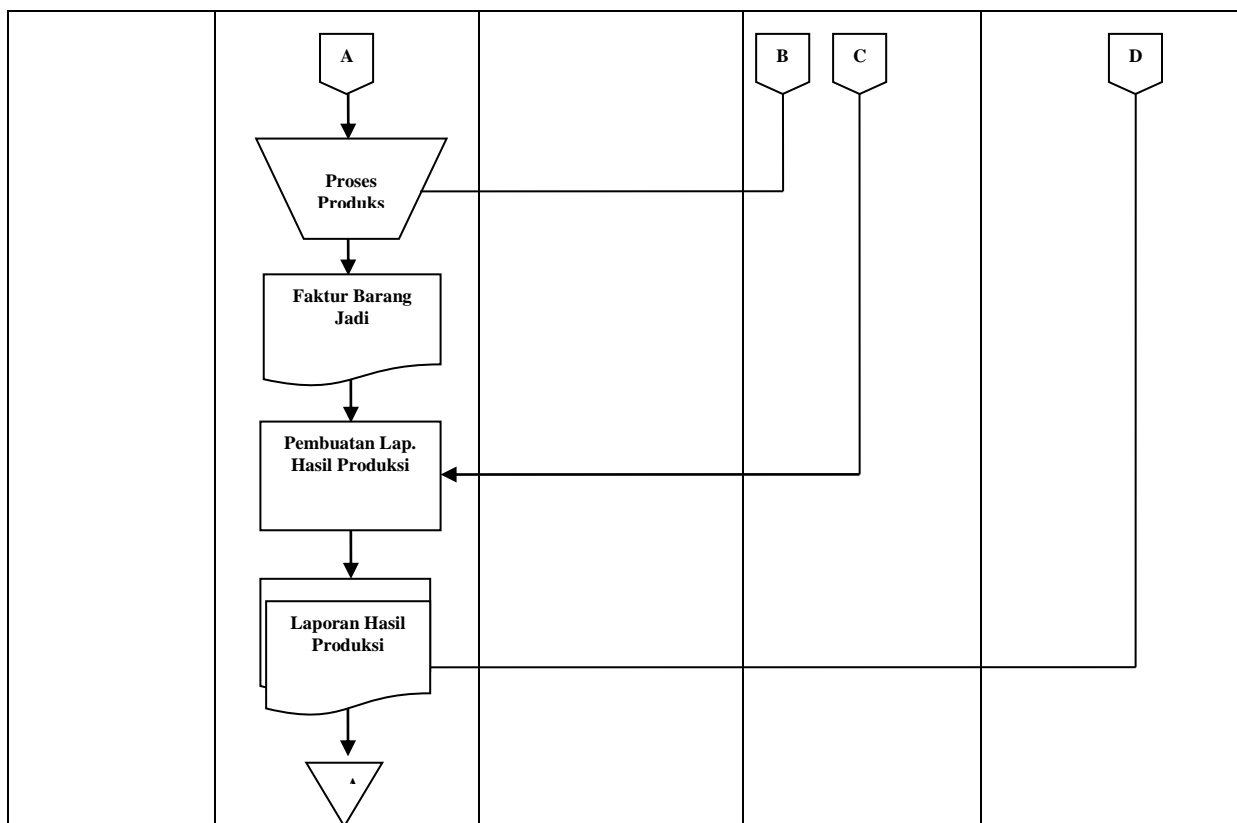 A
B
C
D
Proses
Produks
Faktur Barang
Jadi
Pembuatan Lap.
Hasil Produksi
Laporan Hasil
Produksi